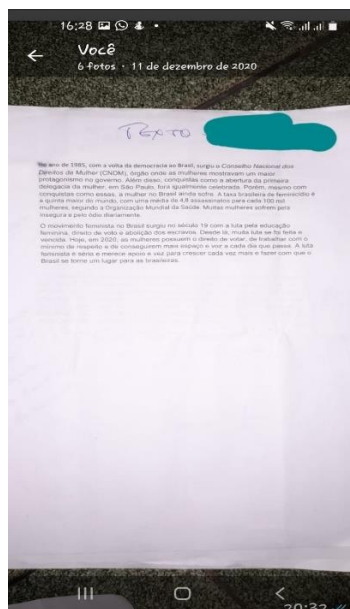 16:28
Você
6 fotos · 11 de dezembro de 2020
TEXTO
No ano de 1985, com a volta da democracia ao Brasil, surgiu o Conselho Nacional dos
Direitos da Mulher (CNDM), órgão onde as mulheres mostravam um maior
protagonismo no governo. Além disso, conquistas como a abertura da primeira
delegacia da mulher, em São Paulo, fora igualmente celebrada. Porém, mesmo com
conquistas como essas, a mulher no Brasil ainda sofre. A taxa brasileira de feminicídio é
a quinta maior do mundo, com uma média de 4,8 assassinatos para cada 100 mil
mulheres, segundo a Organização Mundial da Saúde. Muitas mulheres sofrem pela
insegura e pelo ódio diariamente.
O movimento feminista no Brasil surgiu no século 19 com a luta pela educação
feminina, direito de voto e abolição dos escravos. Desde lá, muita luta se foi feita e
vencida. Hoje, em 2020, as mulheres possuem o direito de votar, de trabalhar com o
mínimo de respeito e de conseguirem mais espaço e voz a cada dia que passa. A luta
feminista é séria e merece apoio e voz para crescer cada vez mais e fazer com que o
Brasil se torne um lugar para as brasileiras.
20:32